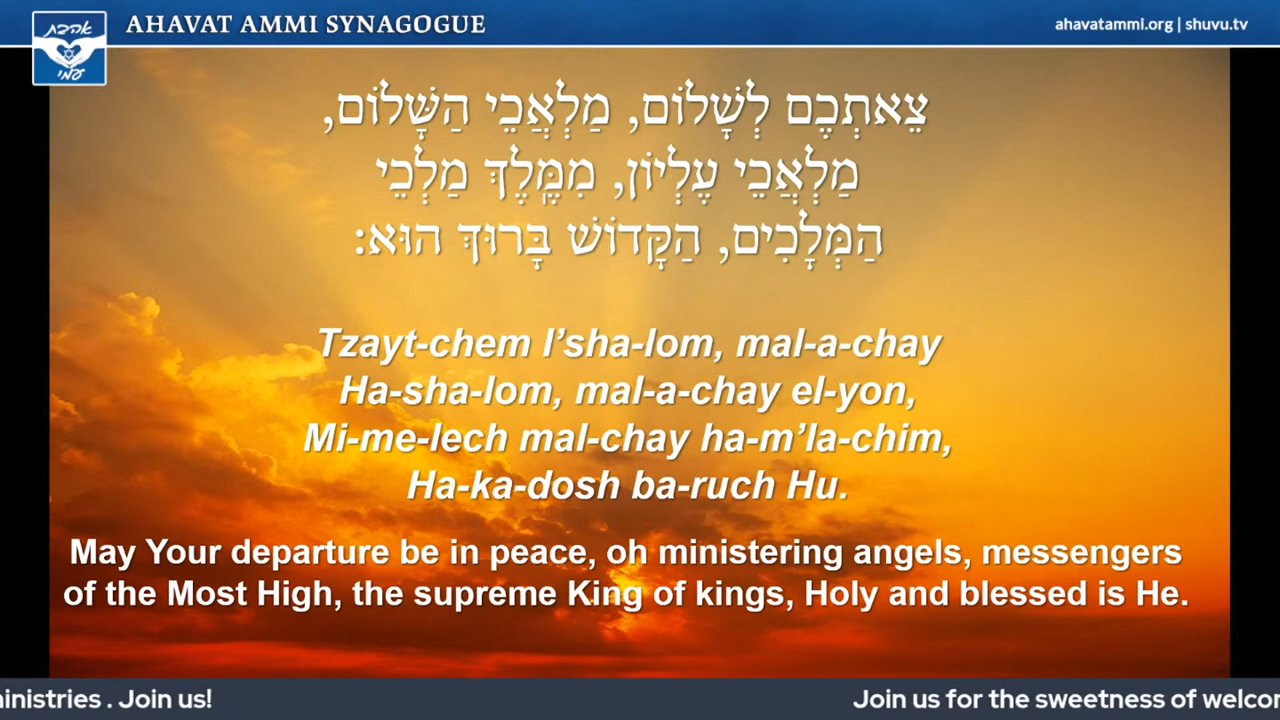 אהבת
עמי
AHAVAT AMMI SYNAGOGUE
ahavatammi.org | shuvu.tv
צֵאתְכֶם לְשָׁלוֹם, מַלְאֲכֵי הַשָּׁלוֹם,
מַלְאֲכֵי עֶלְיוֹן, מִמֶּלֶךְ מַלְכֵי
הַמְּלָכִים, הַקָּדוֹשׁ בָּרוּךְ הוּא:
Tzayt-chem l’sha-lom, mal-a-chay
Ha-sha-lom, mal-a-chay el-yon,
Mi-me-lech mal-chay ha-m’la-chim,
Ha-ka-dosh ba-ruch Hu.
May Your departure be in peace, oh ministering angels, messengers
of the Most High, the supreme King of kings, Holy and blessed is He.
inistries . Join us! Join us for the sweetness of welcor